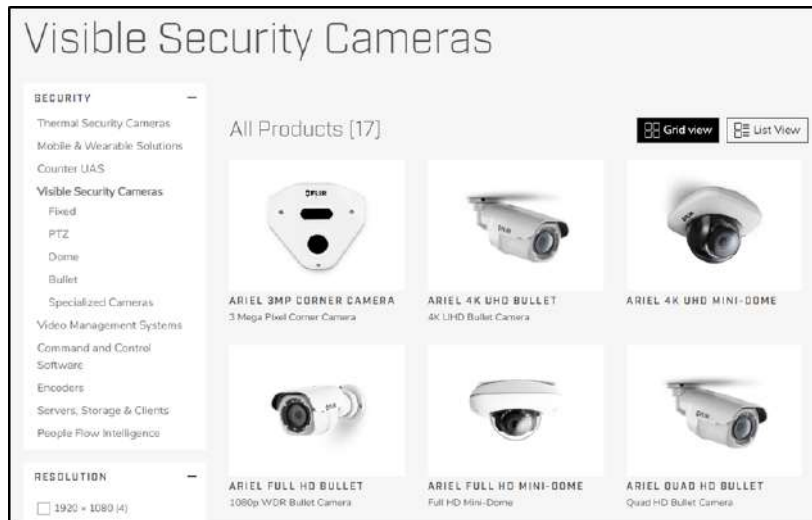 Visible Security Cameras
SECURITY
Thermal Security Cameras
Mobile & Wearable Solutions
Counter UAS
Visible Security Cameras
Fixed
PTZ
Dome
Bullet
Specialized Cameras
Video Management Systems
Command and Control
Software
Encoders
Servers, Storage & Clients
People Flow Intelligence
RESOLUTION
1920 × 1080 (4)
All Products [17]
Grid view
List View
FLIR
ARIEL 3MP CORNER CAMERA
3 Mega Pixel Corner Camera
ARIEL 4K UHD BULLET
4K UHD Bullet Camera
ARIEL 4K UHD MINI-DOME
ARIEL FULL HD BULLET
1080p WDR Bullet Camera
ARIEL FULL HD MINI-DOME
Full HD Mini-Dome
ARIEL QUAD HD BULLET
Quad HD Bullet Camera